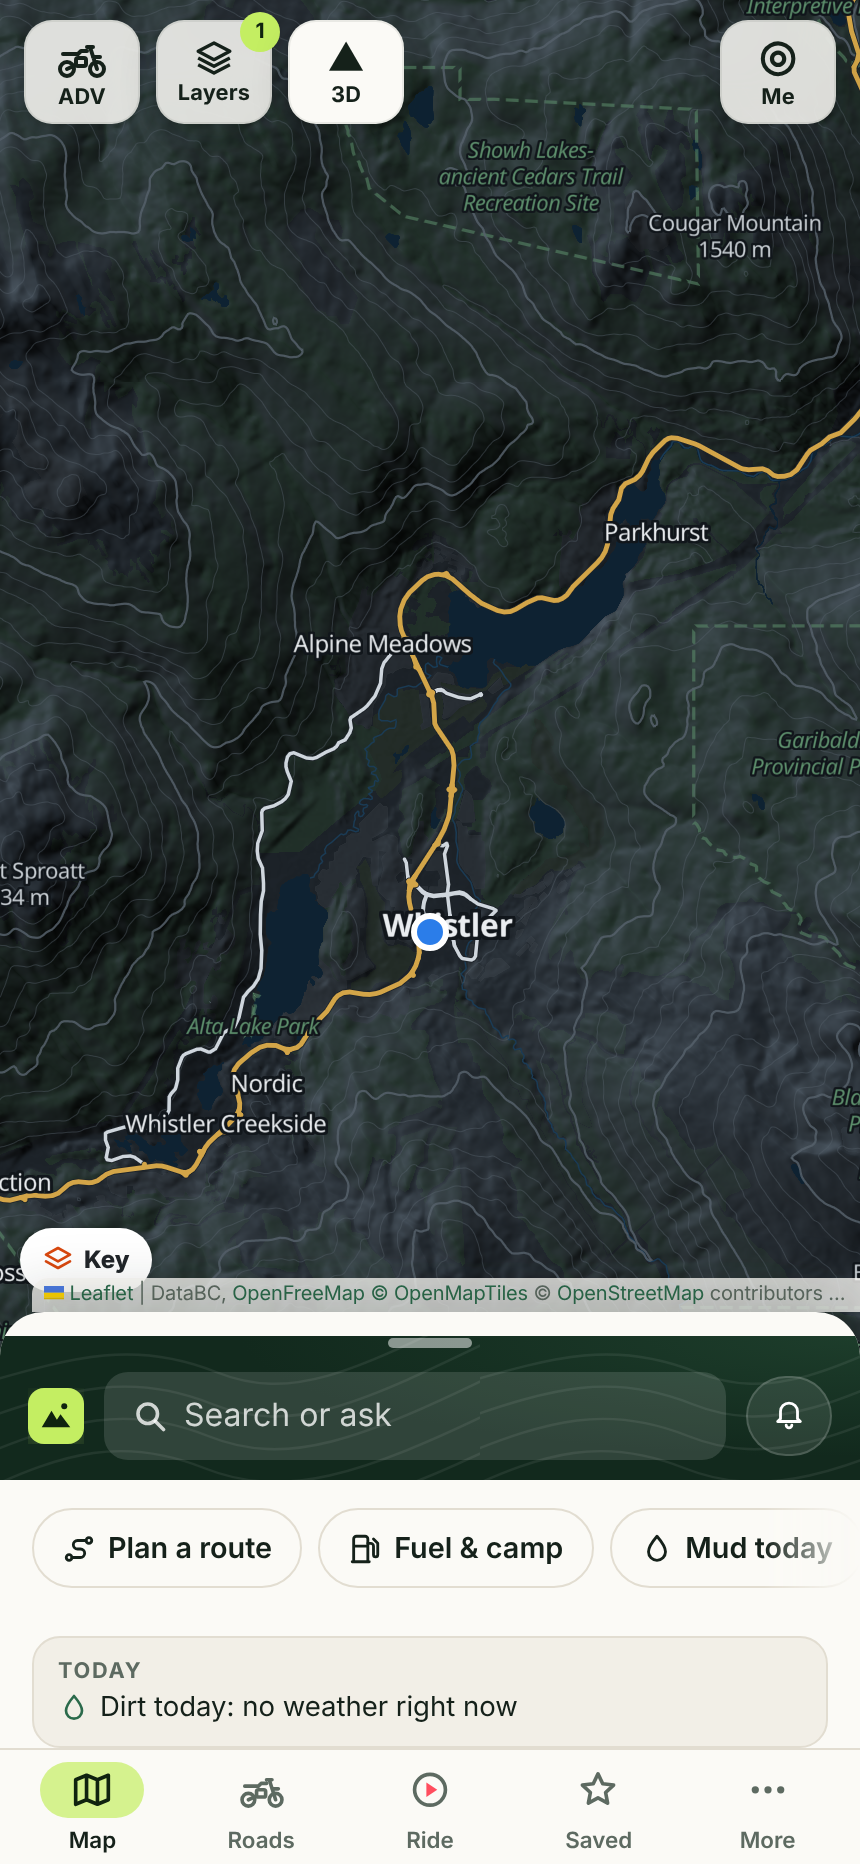 Interpretive
ADV
Layers
1
3D
Me
Showh Lakes-
ancient Cedars Trail
Recreation Site
Cougar Mountain
1540 m
Parkhurst
Alpine Meadows
Garibald
Provincial P
t Sproatt
34 m
Whistler
Alta Lake Park
Nordic
Whistler Creekside
Bla
P
ction
Key
oss
Leaflet | DataBC, OpenFreeMap © OpenMapTiles © OpenStreetMap contributors ...
Search or ask
Plan a route
Fuel & camp
Mud today
TODAY
Dirt today: no weather right now
Map
Roads
Ride
Saved
More